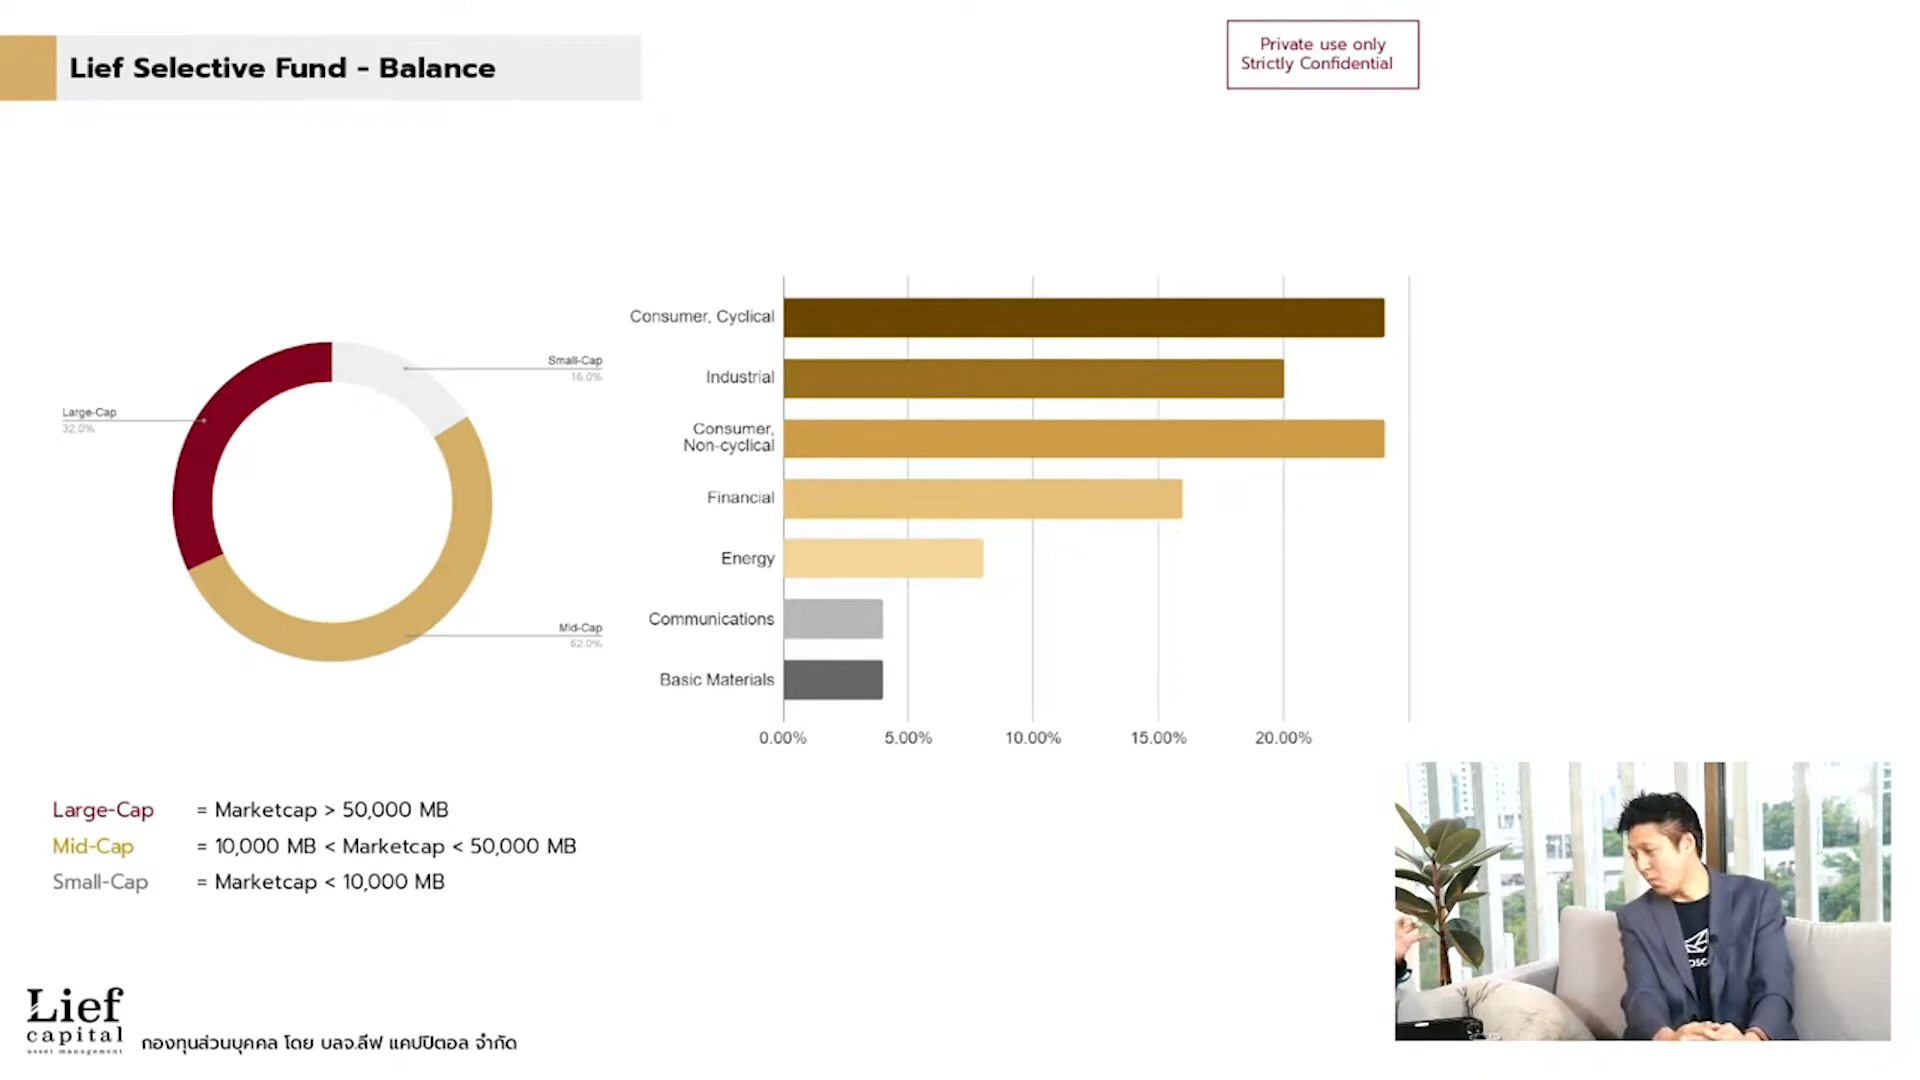 Lief Selective Fund - Balance
Private use only
Strictly Confidential
Small-Cap
16.0%
Large-Cap
32.0%
Mid-Cap
52.0%
Consumer, Cyclical
Industrial
Consumer,
Non-cyclical
Financial
Energy
Communications
Basic Materials
0.00% 5.00% 10.00% 15.00% 20.00%
Large-Cap = Marketcap > 50,000 MB
Mid-Cap = 10,000 MB < Marketcap < 50,000 MB
Small-Cap = Marketcap < 10,000 MB
Lief
capital
asset management
กองทุนส่วนบุคคล โดย บลจ.ลีฟ แคปปิตอล จำกัด